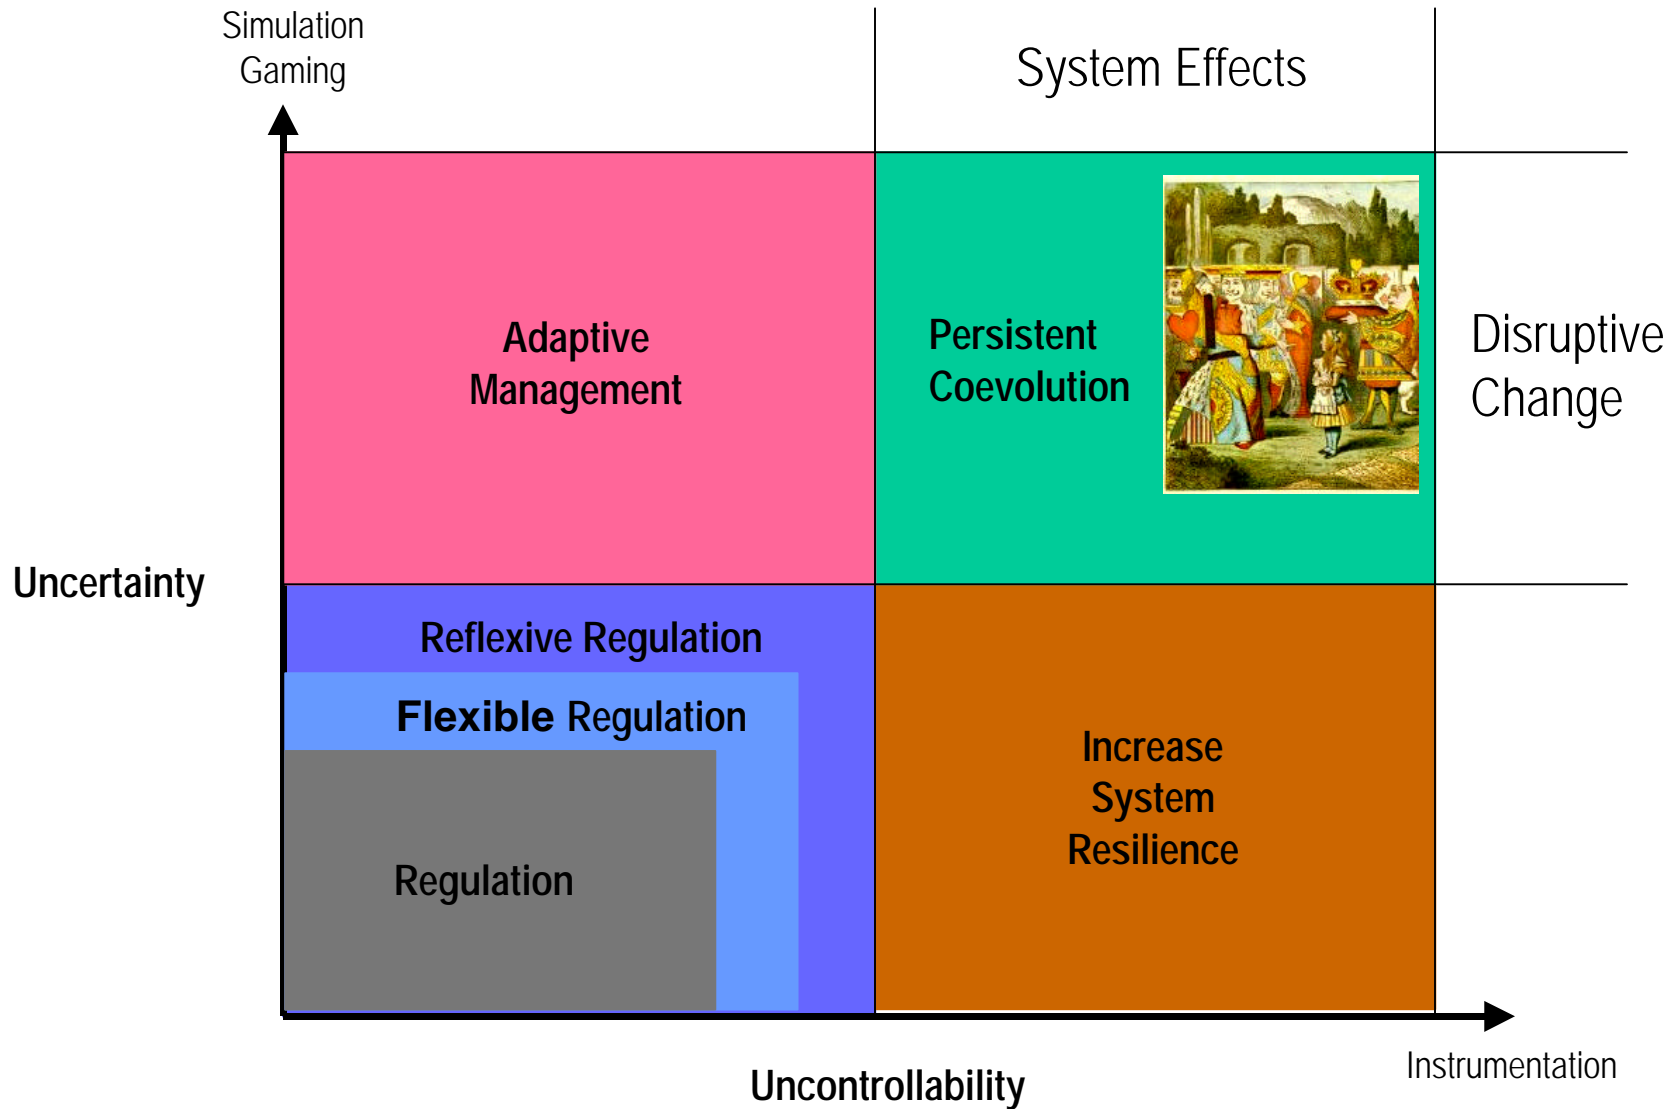 Simulation
Gaming
System Effects
Adaptive
Management
Persistent
Coevolution
Disruptive
Change
Uncertainty
Reflexive Regulation
Flexible Regulation
Increase
System
Resilience
Regulation
Instrumentation
Uncontrollability